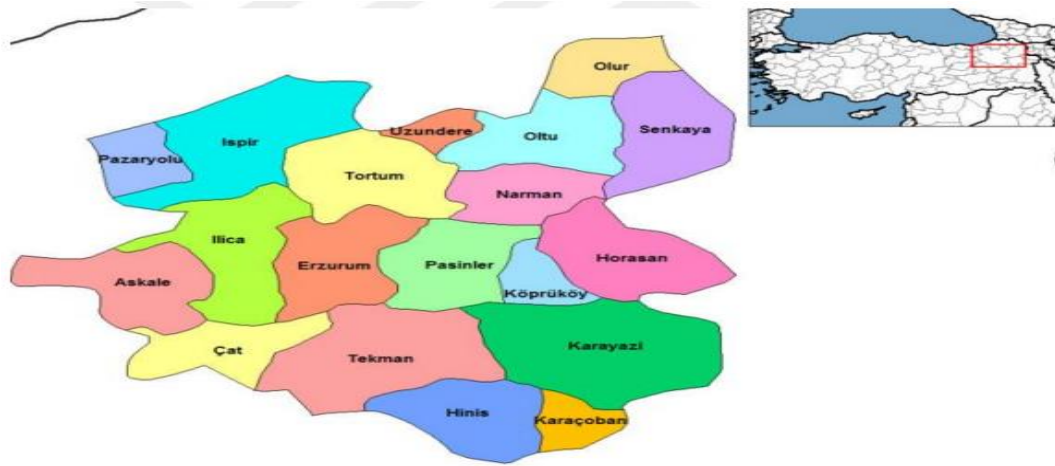 Olur
Uzundere
Oltu
Senkaya
Ispir
Pazaryolu
Tortum
Narman
Ilica
Erzurum
Pasinler
Horasan
Askale
Köprüköy
Çat
Tekman
Karayazi
Hinis
Karaçoban